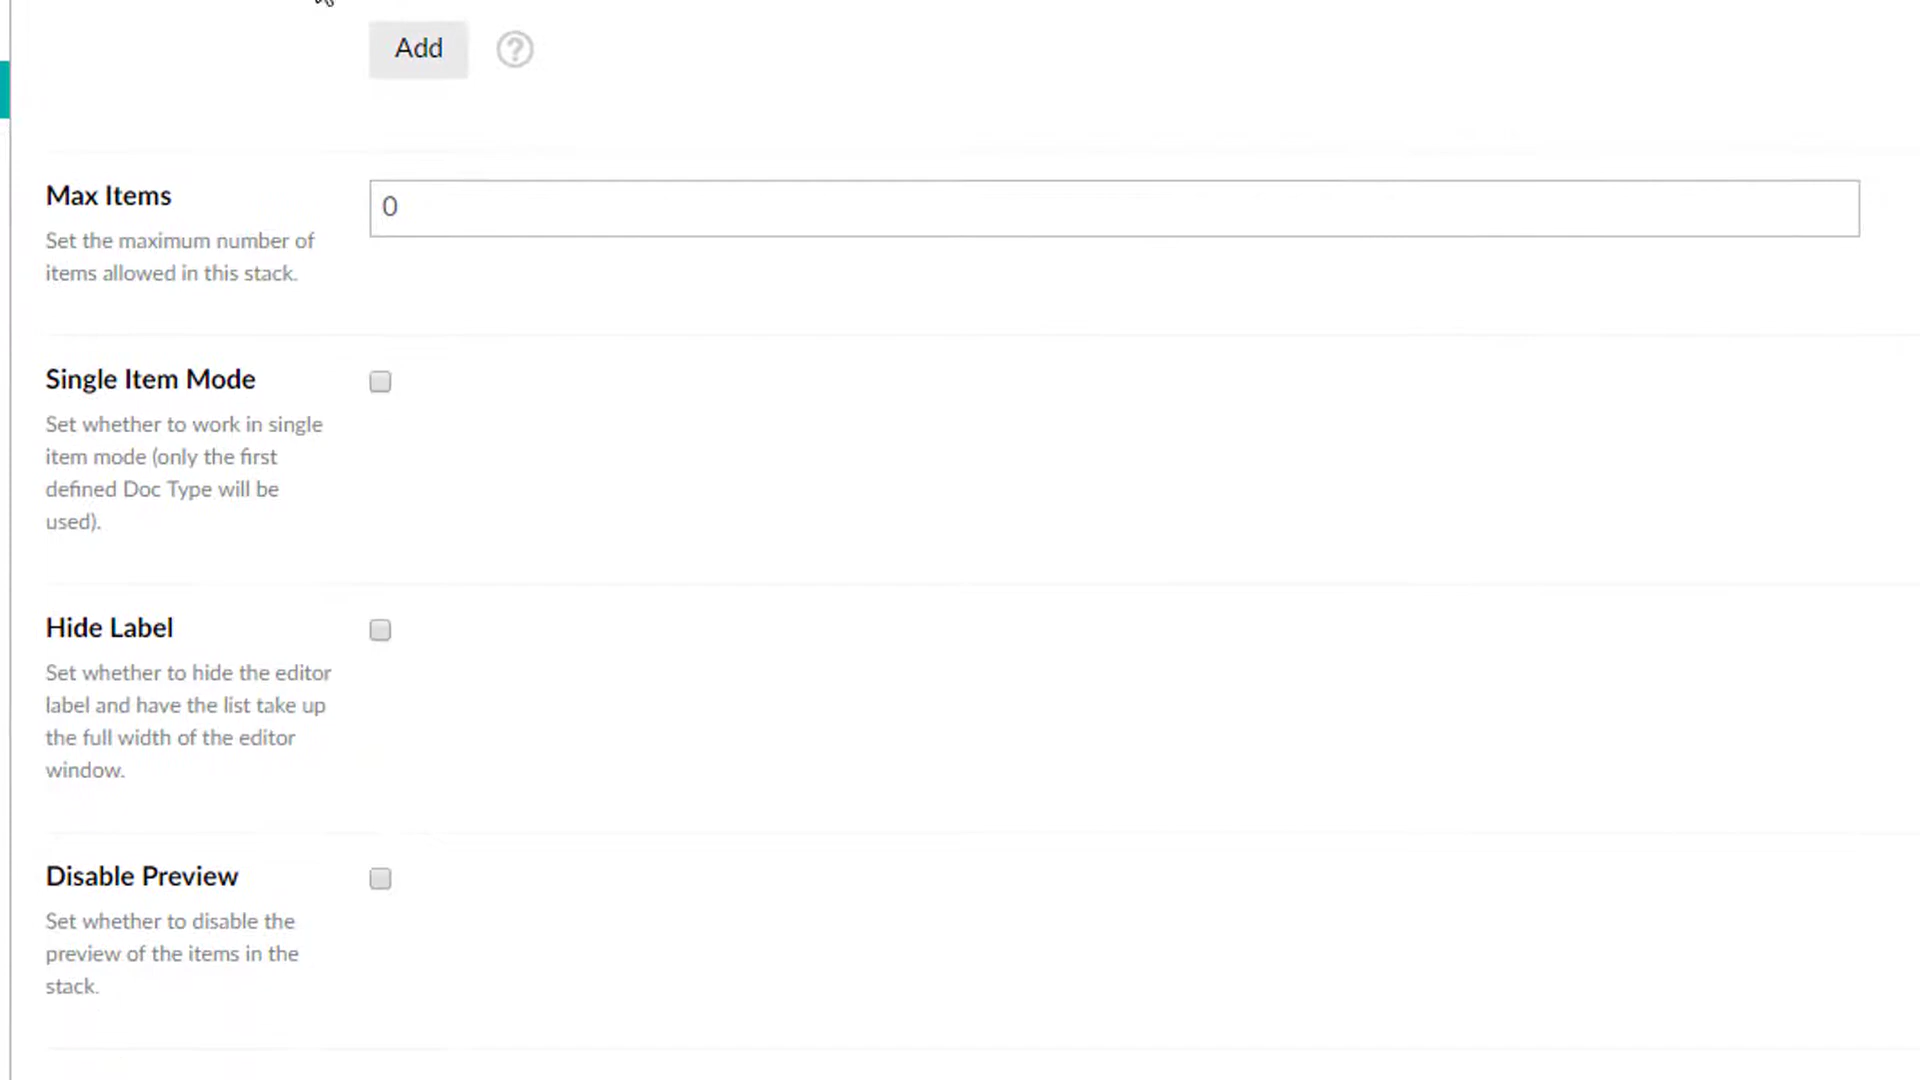 Add ?
Max Items
0
Set the maximum number of
items allowed in this stack.
Single Item Mode
Set whether to work in single
item mode (only the first
defined Doc Type will be
used).
Hide Label
Set whether to hide the editor
label and have the list take up
the full width of the editor
window.
Disable Preview
Set whether to disable the
preview of the items in the
stack.